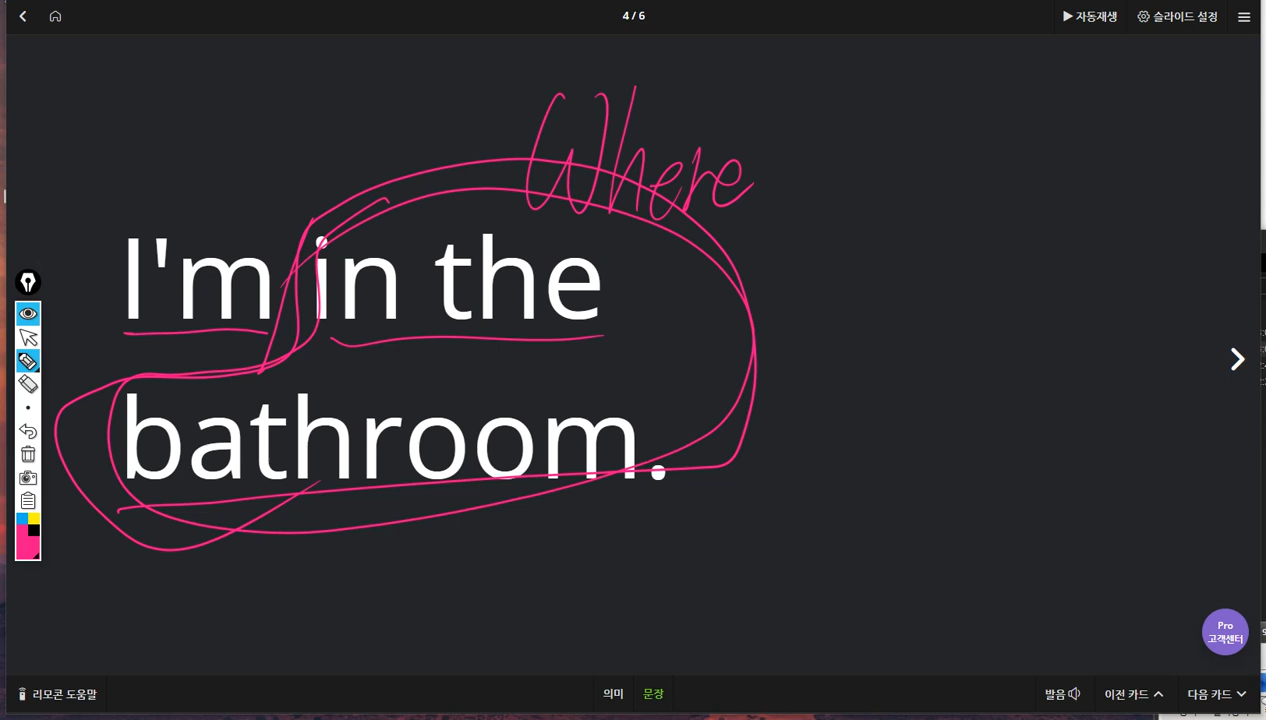 4 / 6
자동재생
슬라이드 설정
Where
I'm in the
bathroom.
Pro
고객센터
리모콘 도움말
의미
문장
발음
이전 카드
다음 카드